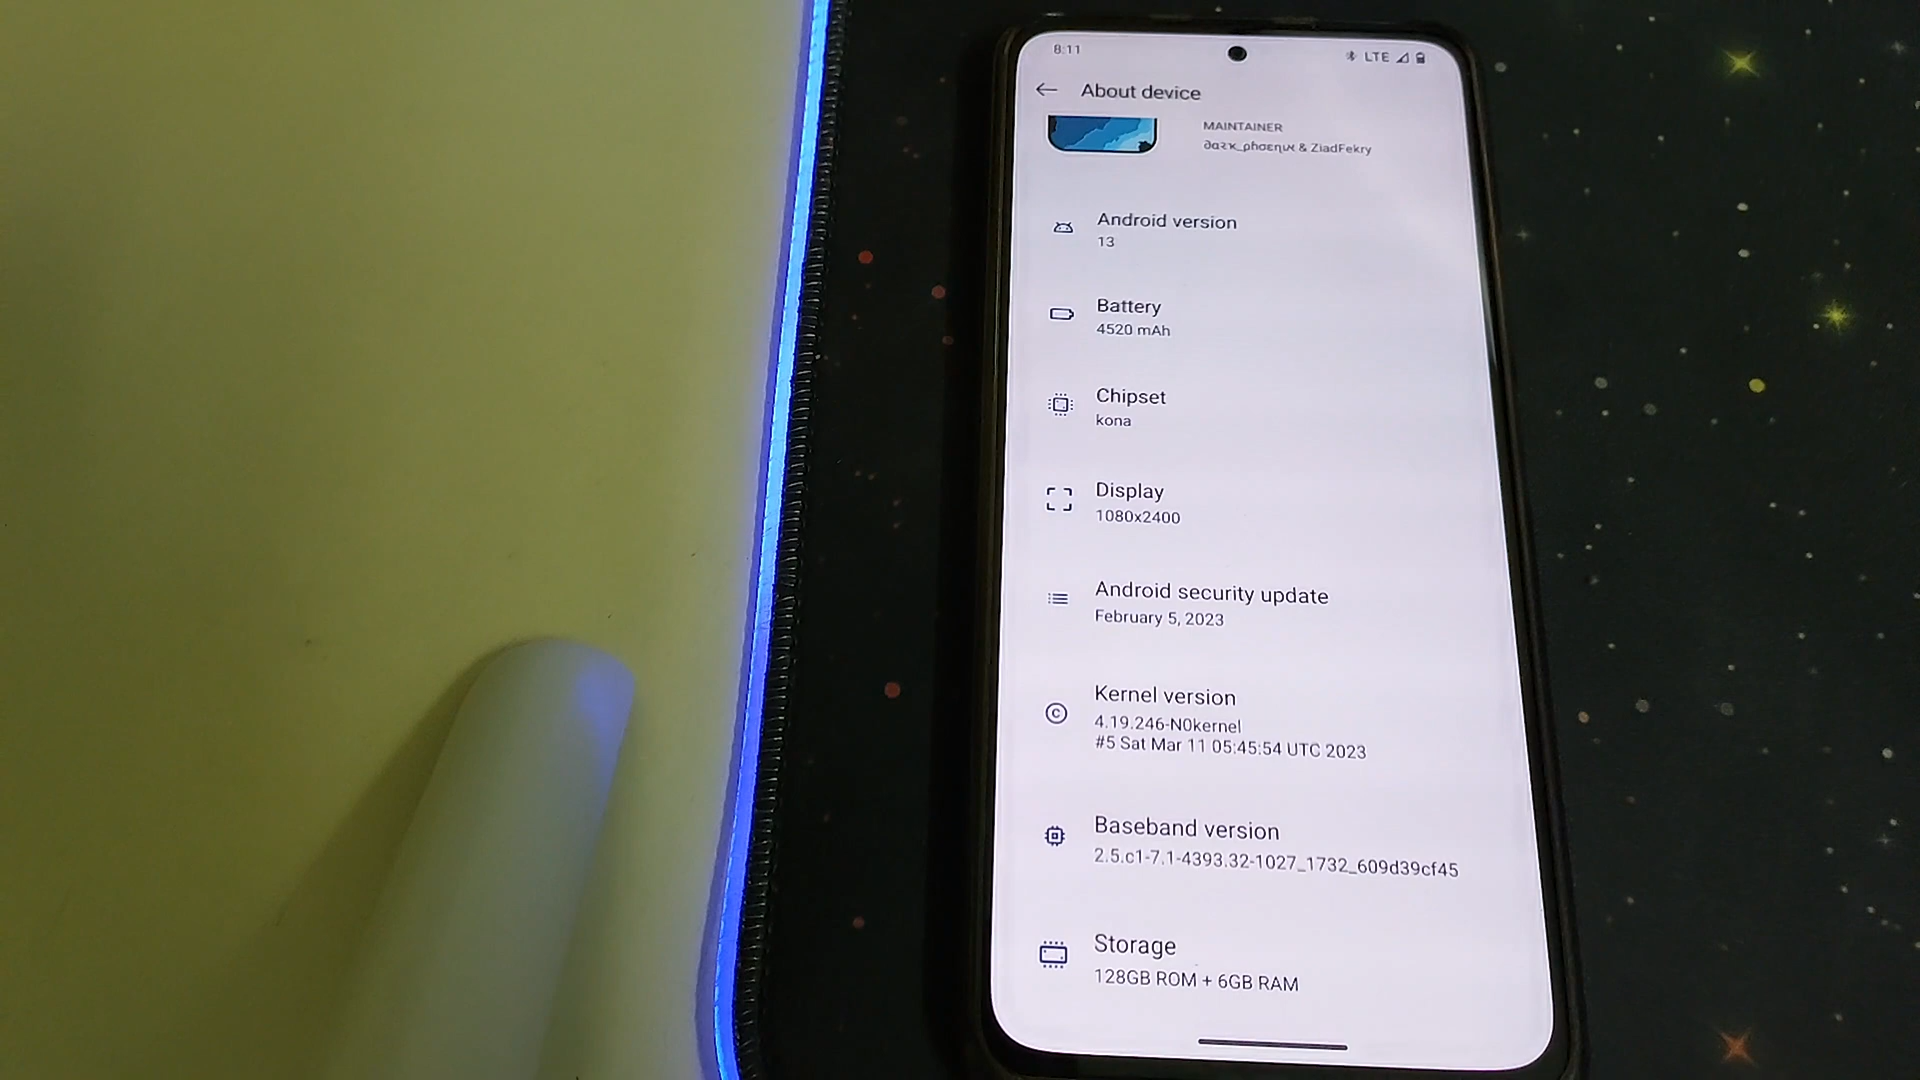 8:11
LTE
About device
MAINTAINER
∂αɾκ_ρhσεηιx & ZiadFekry
Android version
13
Battery
4520 mAh
Chipset
kona
Display
1080x2400
Android security update
February 5, 2023
Kernel version
4.19.246-N0kernel
#5 Sat Mar 11 05:45:54 UTC 2023
Baseband version
2.5.c1-7.1-4393.32-1027_1732_609d39cf45
Storage
128GB ROM + 6GB RAM